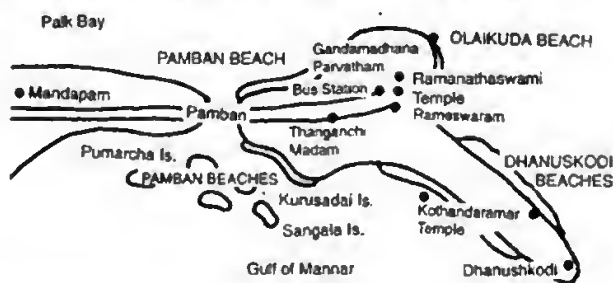 Palk Bay
PAMBAN BEACH
Gandamadhana
Parvatham
OLAIKUDA BEACH
Mandapam
Bus Station
Ramanathaswami
Temple
Rameswaram
Pamban
Thanganchi
Madam
Pumarcha Is.
PAMBAN BEACHES
DHANUSKODI
BEACHES
Kurusadai Is.
Kothandaramar
Temple
Sangala Is.
Gulf of Mannar
Dhanushkodi